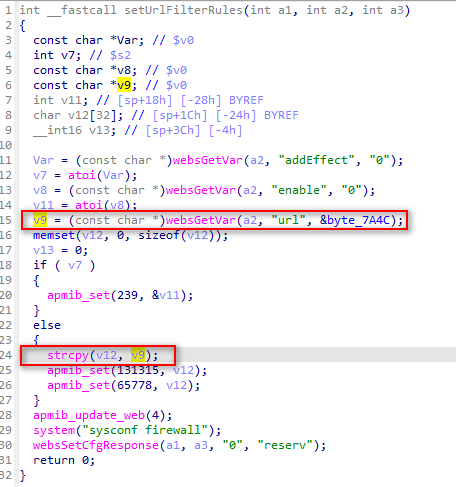 1 int __fastcall setUrlFilterRules(int a1, int a2, int a3)
2 {
3 const char *Var; // $v0
4 int v7; // $s2
5 const char *v8; // $v0
6 const char *v9; // $v0
7 int v11; // [sp+18h] [-28h] BYREF
8 char v12[32]; // [sp+1Ch] [-24h] BYREF
9 __int16 v13; // [sp+3Ch] [-4h]
10
11 Var = (const char *)websGetVar(a2, "addEffect", "0");
12 v7 = atoi(Var);
13 v8 = (const char *)websGetVar(a2, "enable", "0");
14 v11 = atoi(v8);
15 v9 = (const char *)websGetVar(a2, "url", &byte_7A4C);
16 memset(v12, 0, sizeof(v12));
17 v13 = 0;
18 if ( v7 )
19 {
20 apmib_set(239, &v11);
21 }
22 else
23 {
24 strcpy(v12, v9);
25 apmib_set(131315, v12);
26 apmib_set(65778, v12);
27 }
28 apmib_update_web(4);
29 system("sysconf firewall");
30 websSetCfgResponse(a1, a3, "0", "reserv");
31 return 0;
32 }